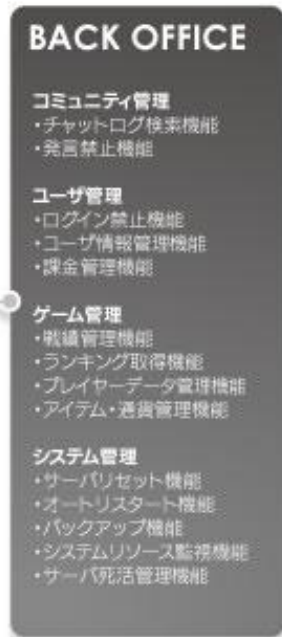 BACK OFFICE
コミュニティ管理
・チャットログ検索機能
・発言禁止機能
ユーザ管理
・ログイン禁止機能
・ユーザ情報管理機能
・課金管理機能
ゲーム管理
・戦績管理機能
・ランキング取得機能
・プレイヤーデータ管理機能
・アイテム・通貨管理機能
システム管理
・サーバリセット機能
・オートリスタート機能
・バックアップ機能
・システムリソース監視機能
・サーバ死活管理機能